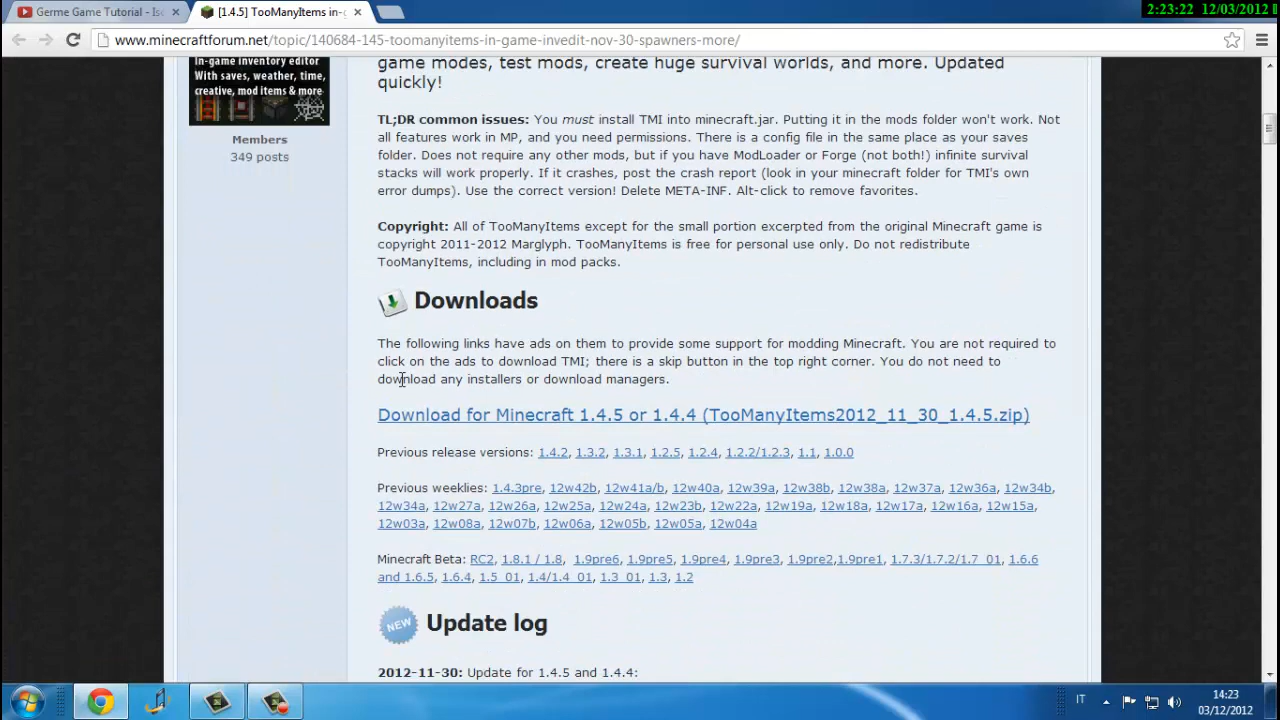 Germe Game Tutorial - Iso
[1.4.5] TooManyItems in-g
2:23:22 12/03/2012
www.minecraftforum.net/topic/140684-145-toomanyitems-in-game-invedit-nov-30-spawners-more/
In-game inventory editor
With saves, weather, time,
creative, mod items & more
Members
349 posts
game modes, test mods, create huge survival worlds, and more. Updated
quickly!
TL;DR common issues: You must install TMI into minecraft.jar. Putting it in the mods folder won't work. Not
all features work in MP, and you need permissions. There is a config file in the same place as your saves
folder. Does not require any other mods, but if you have ModLoader or Forge (not both!) infinite survival
stacks will work properly. If it crashes, post the crash report (look in your minecraft folder for TMI's own
error dumps). Use the correct version! Delete META-INF. Alt-click to remove favorites.
Copyright: All of TooManyItems except for the small portion excerpted from the original Minecraft game is
copyright 2011-2012 Marglyph. TooManyItems is free for personal use only. Do not redistribute
TooManyItems, including in mod packs.
Downloads
The following links have ads on them to provide some support for modding Minecraft. You are not required to
click on the ads to download TMI; there is a skip button in the top right corner. You do not need to
download any installers or download managers.
Download for Minecraft 1.4.5 or 1.4.4 (TooManyItems2012_11_30_1.4.5.zip)
Previous release versions: 1.4.2, 1.3.2, 1.3.1, 1.2.5, 1.2.4, 1.2.2/1.2.3, 1.1, 1.0.0
Previous weeklies: 1.4.3pre, 12w42b, 12w41a/b, 12w40a, 12w39a, 12w38b, 12w38a, 12w37a, 12w36a, 12w34b,
12w34a, 12w27a, 12w26a, 12w25a, 12w24a, 12w23b, 12w22a, 12w19a, 12w18a, 12w17a, 12w16a, 12w15a,
12w03a, 12w08a, 12w07b, 12w06a, 12w05b, 12w05a, 12w04a
Minecraft Beta: RC2, 1.8.1 / 1.8, 1.9pre6, 1.9pre5, 1.9pre4, 1.9pre3, 1.9pre2,1.9pre1, 1.7.3/1.7.2/1.7_01, 1.6.6
and 1.6.5, 1.6.4, 1.5_01, 1.4/1.4_01, 1.3_01, 1.3, 1.2
NEW
Update log
2012-11-30: Update for 1.4.5 and 1.4.4:
IT
14:23
03/12/2012